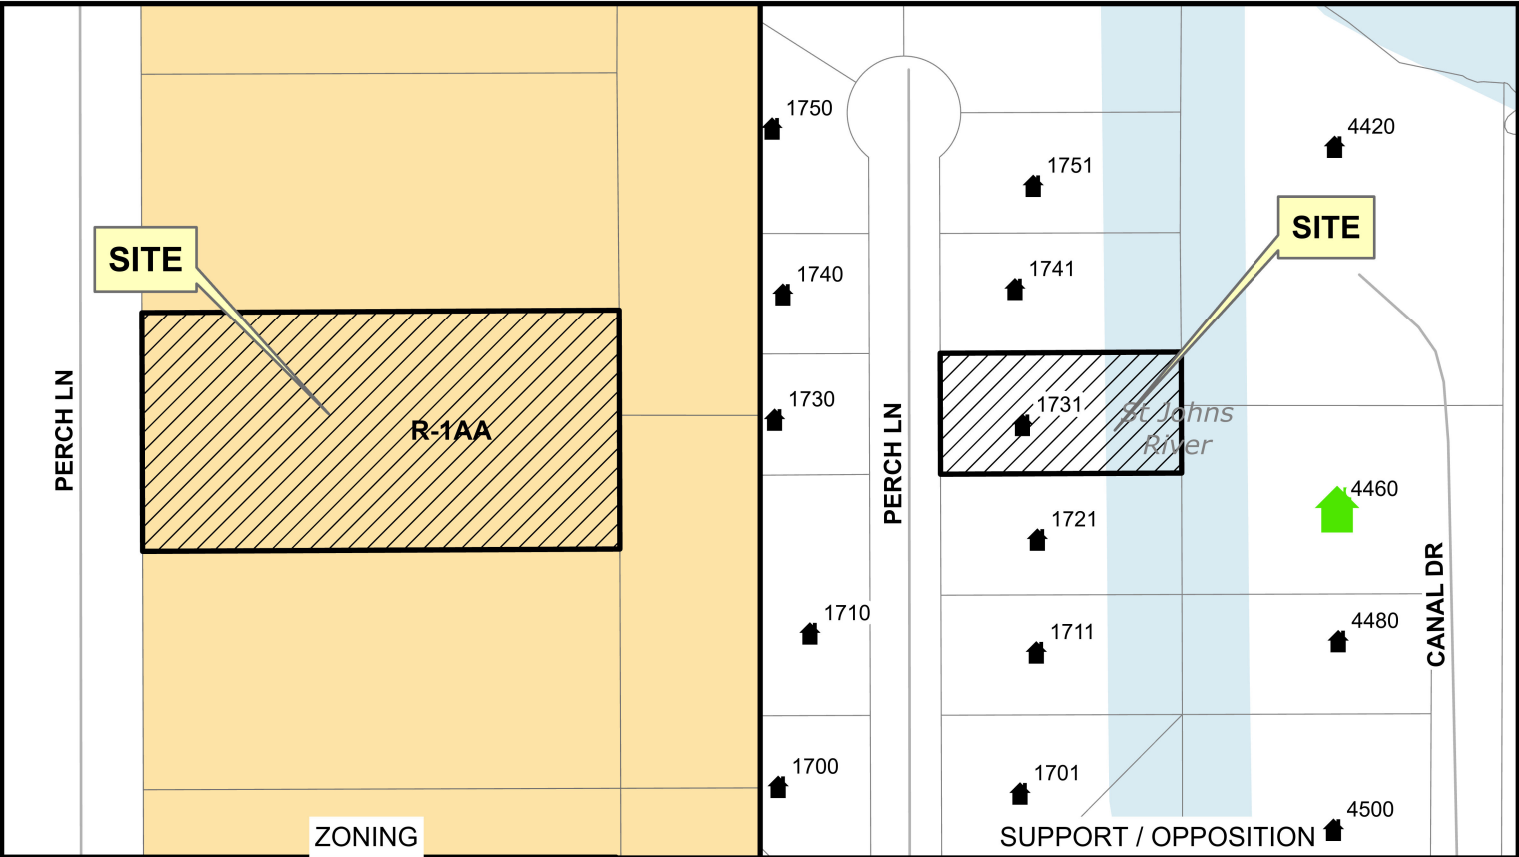 SITE
PERCH LN
R-1AA
ZONING
1750
4420
1751
SITE
1740
1741
1730
1731
St Johns
River
PERCH LN
4460
1721
CANAL DR
1710
1711
4480
1700
1701
4500
SUPPORT / OPPOSITION